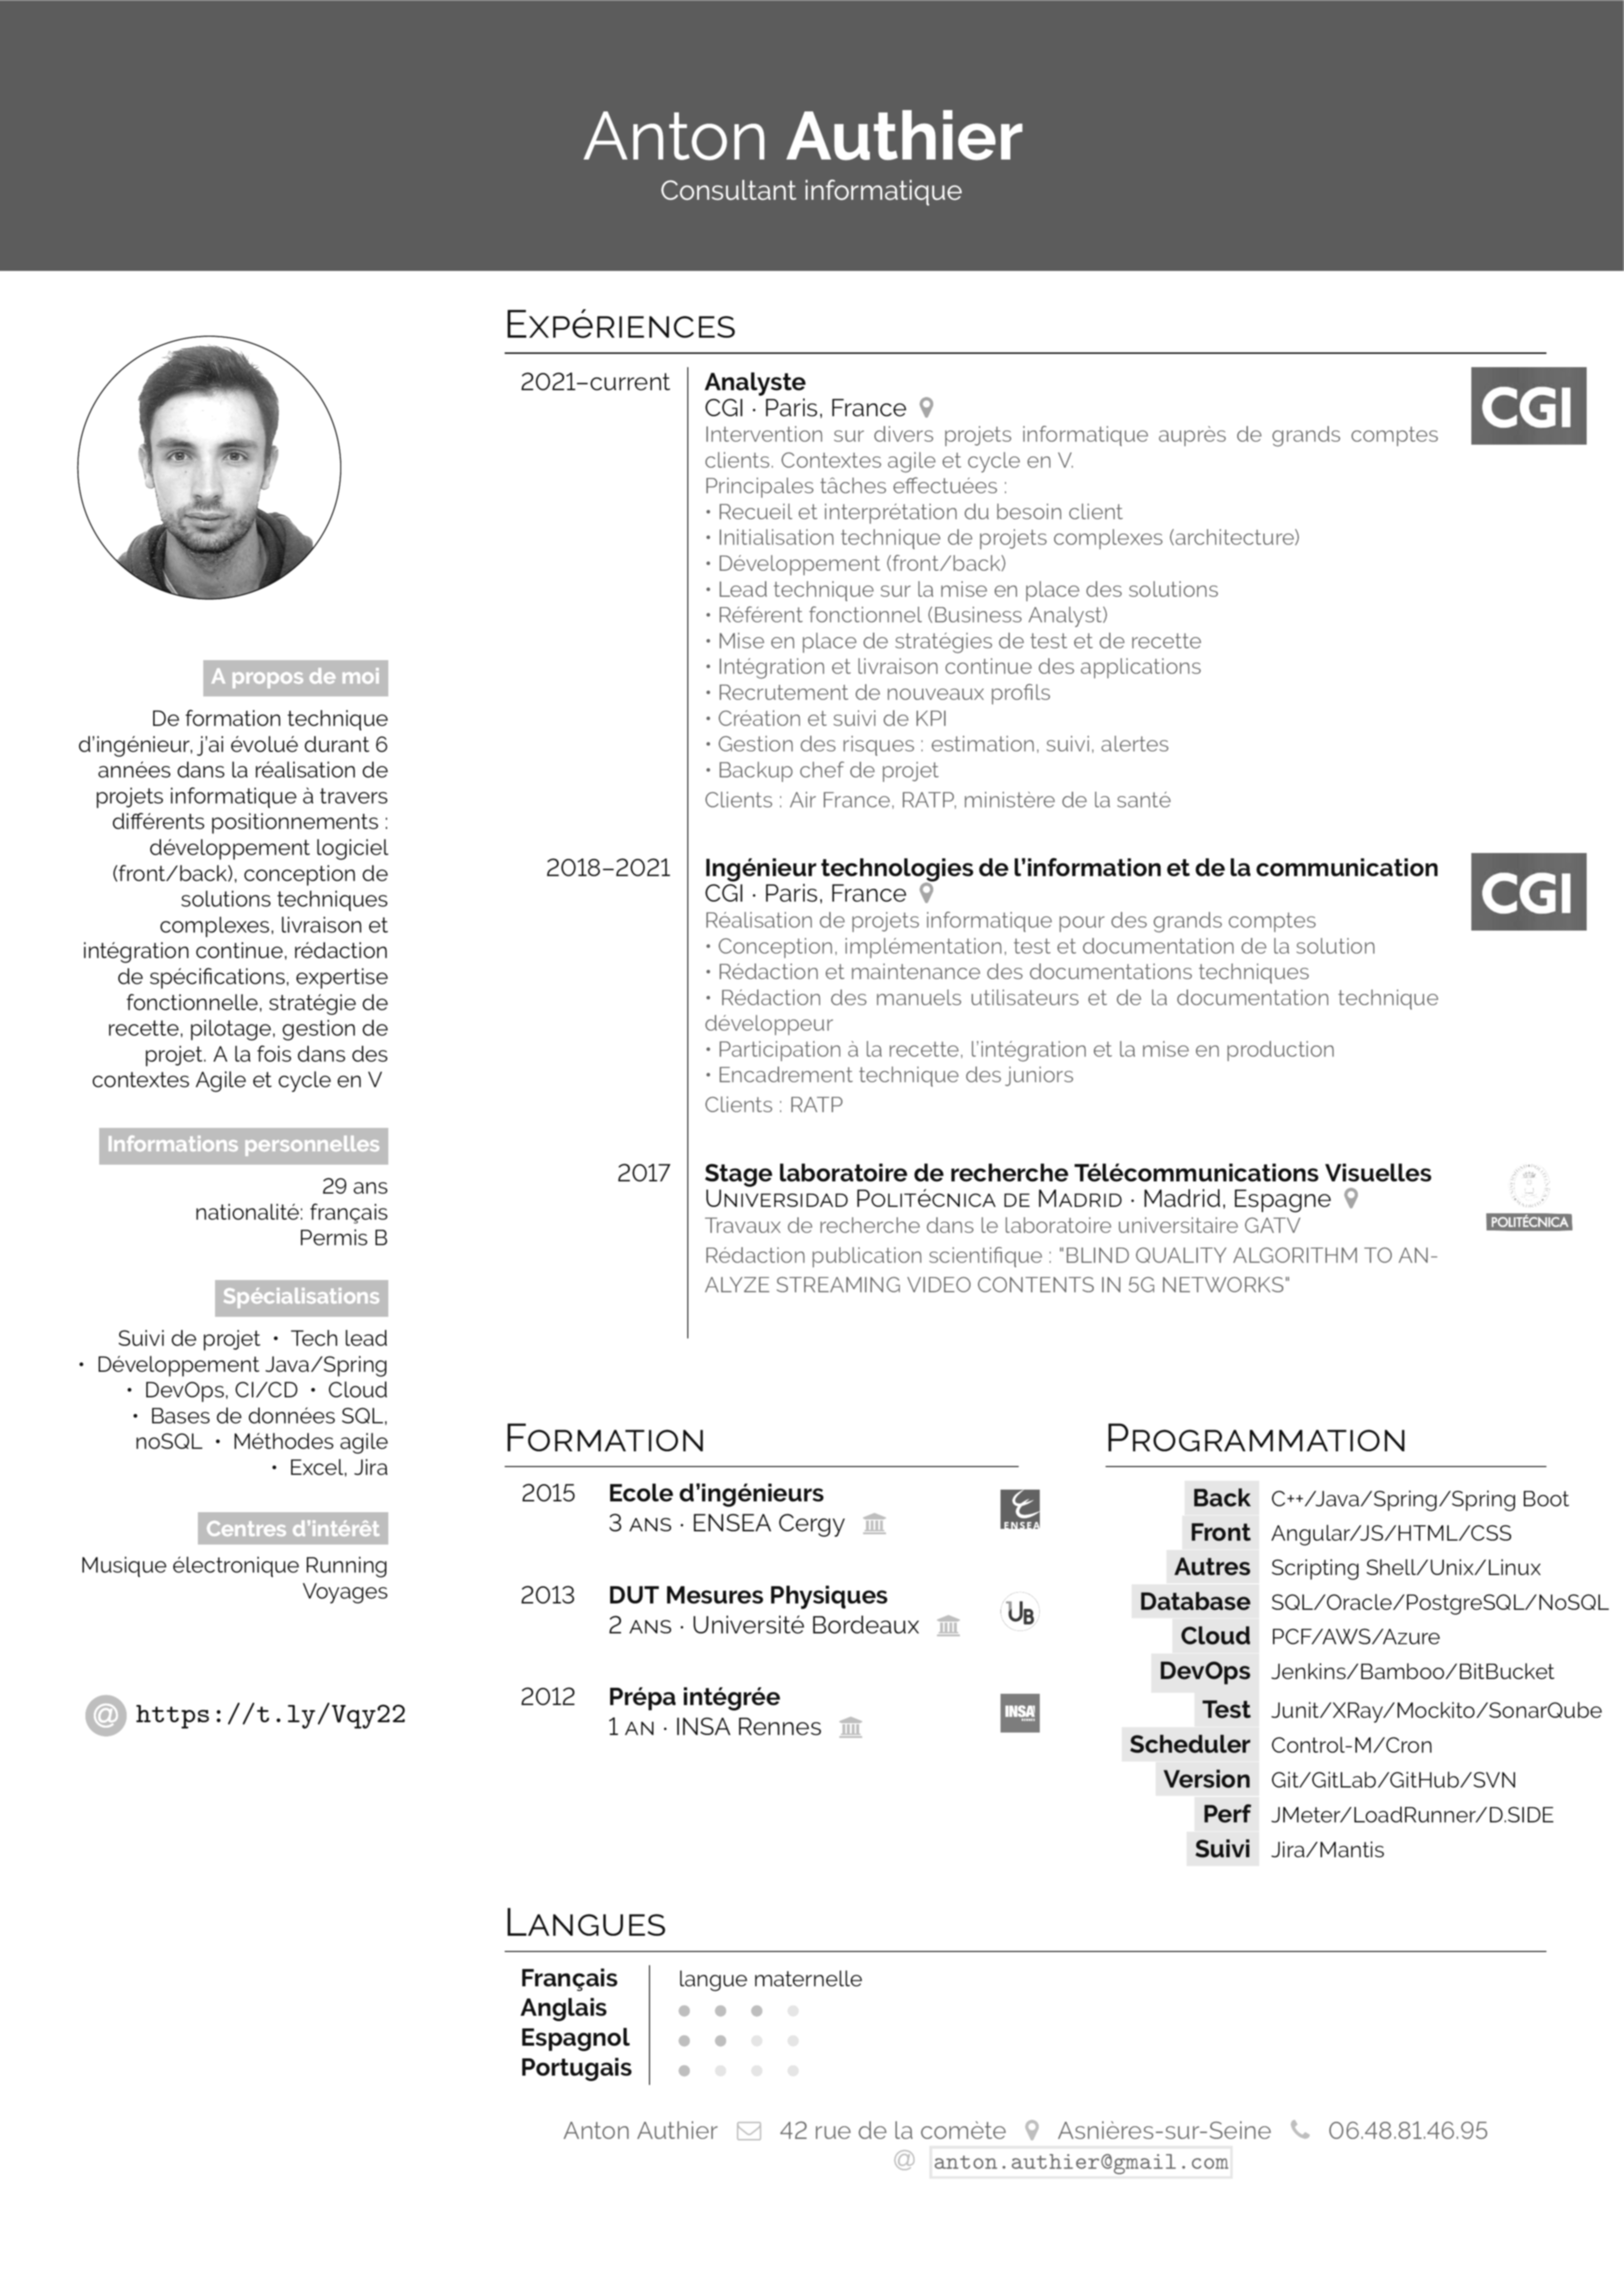 Anton Authier
Consultant informatique
A propos de moi
De formation technique
d'ingénieur, j'ai évolué durant 6
années dans la réalisation de
projets informatique à travers
différents positionnements :
développement logiciel
(front/back), conception de
solutions techniques
complexes, livraison et
intégration continue, rédaction
de spécifications, expertise
fonctionnelle, stratégie de
recette, pilotage, gestion de
projet. A la fois dans des
contextes Agile et cycle en V
Informations personnelles
29 ans
nationalité: français
Permis B
Spécialisations
Suivi de projet • Tech lead
• Développement Java/Spring
• DevOps, CI/CD • Cloud
• Bases de données SQL,
noSQL • Méthodes agile
• Excel, Jira
Centres d'intérêt
Musique électronique Running
Voyages
@ https://t.ly/Vqy22
Expériences
2021–current
Analyste
CGI · Paris, France
CGI
Intervention sur divers projets informatique auprès de grands comptes
clients. Contextes agile et cycle en V.
Principales tâches effectuées :
• Recueil et interprétation du besoin client
• Initialisation technique de projets complexes (architecture)
• Développement (front/back)
• Lead technique sur la mise en place des solutions
• Référent fonctionnel (Business Analyst)
• Mise en place de stratégies de test et de recette
• Intégration et livraison continue des applications
• Recrutement de nouveaux profils
• Création et suivi de KPI
• Gestion des risques : estimation, suivi, alertes
• Backup chef de projet
Clients : Air France, RATP, ministère de la santé
2018–2021
Ingénieur technologies de l'information et de la communication
CGI · Paris, France
CGI
Réalisation de projets informatique pour des grands comptes
• Conception, implémentation, test et documentation de la solution
• Rédaction et maintenance des documentations techniques
• Rédaction des manuels utilisateurs et de la documentation technique
développeur
• Participation à la recette, l'intégration et la mise en production
• Encadrement technique des juniors
Clients : RATP
2017
Stage laboratoire de recherche Télécommunications Visuelles
Universidad Politécnica de Madrid · Madrid, Espagne
POLITÉCNICA
Travaux de recherche dans le laboratoire universitaire GATV
Rédaction publication scientifique : "BLIND QUALITY ALGORITHM TO AN-
ALYZE STREAMING VIDEO CONTENTS IN 5G NETWORKS"
Formation
2015 Ecole d'ingénieurs
3 ans · ENSEA Cergy
ENSEA
2013 DUT Mesures Physiques
2 ans · Université Bordeaux
UB
2012 Prépa intégrée
1 an · INSA Rennes
INSA
Programmation
Back C++/Java/Spring/Spring Boot
Front Angular/JS/HTML/CSS
Autres Scripting Shell/Unix/Linux
Database SQL/Oracle/PostgreSQL/NoSQL
Cloud PCF/AWS/Azure
DevOps Jenkins/Bamboo/BitBucket
Test Junit/XRay/Mockito/SonarQube
Scheduler Control-M/Cron
Version Git/GitLab/GitHub/SVN
Perf JMeter/LoadRunner/D.SIDE
Suivi Jira/Mantis
Langues
Français langue maternelle
Anglais
Espagnol
Portugais
Anton Authier 42 rue de la comète Asnières-sur-Seine 06.48.81.46.95
@ anton.authier@gmail.com